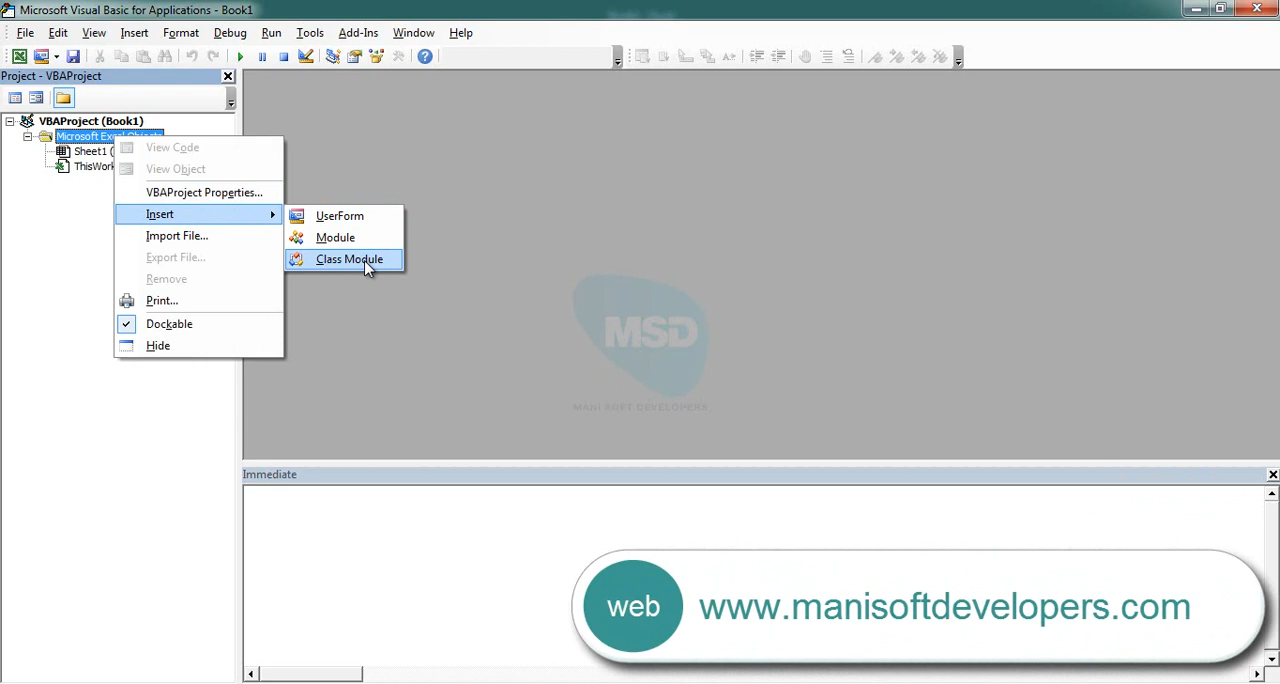 Microsoft Visual Basic for Applications - Book1
File Edit View Insert Format Debug Run Tools Add-Ins Window Help
Project - VBAProject
VBAProject (Book1)
Microsoft Ex
Sheet1 (
ThisWork
View Code
View Object
VBAProject Properties...
Insert
Import File...
Export File...
Remove
Print...
Dockable
Hide
UserForm
Module
Class Module
MSD
MANI SOFT DEVELOPERS
Immediate
web www.manisoftdevelopers.com